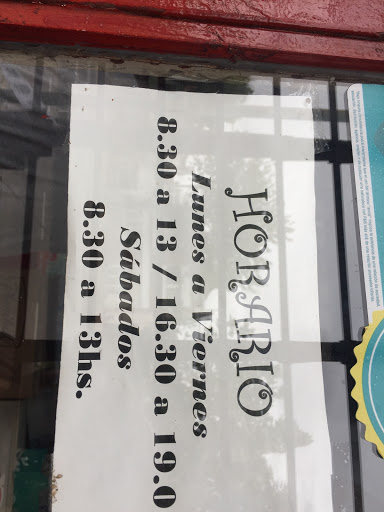 HORARIO
Lunes a Viernes
8.30 a 13 / 16.30 a 19.0
Sábados
8.30 a 13hs.